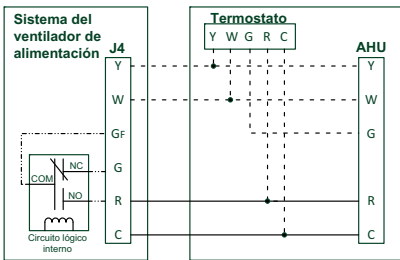 Sistema del
ventilador de
alimentación
J4
Y
W
GF
G
R
C
NC
COM
NO
Circuito lógico
interno
Termostato
Y W G R C
AHU
Y
W
G
R
C